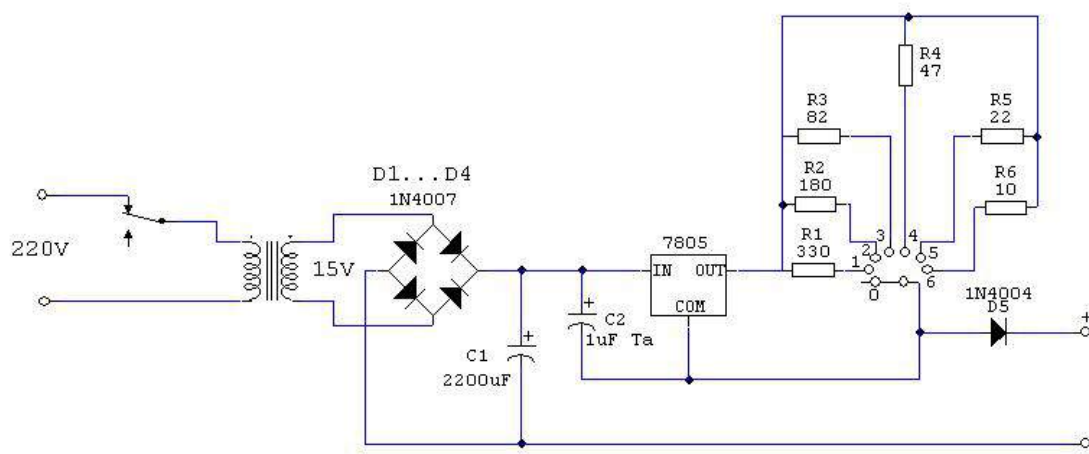 R4
47
R3
82
R5
22
D1...D4
1N4007
R2
180
R6
10
220V
15V
7805
IN OUT
COM
R1
330
0
1
2
3
4
5
6
1N4004
D5
+
+
C2
1uF Ta
+
C1
2200uF